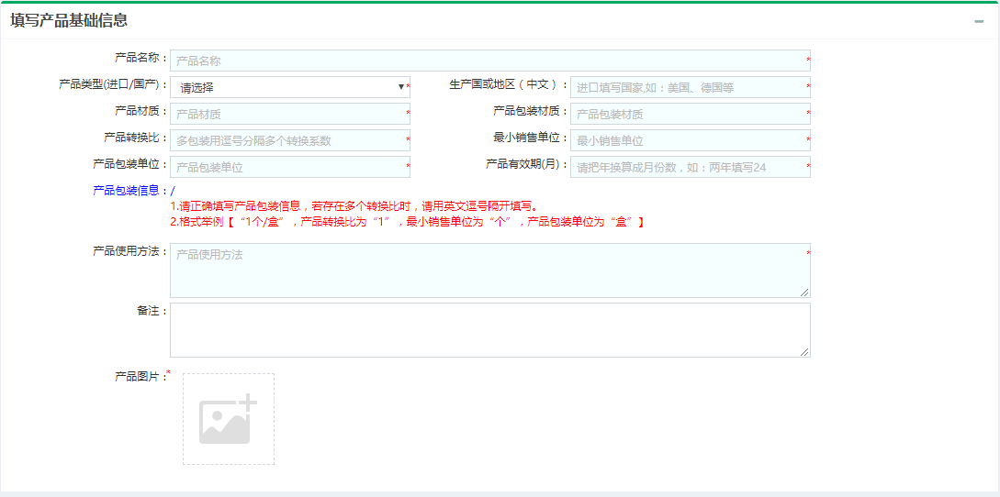 填写产品基础信息
产品名称： 产品名称 *
产品类型(进口/国产)： 请选择 * 生产国或地区（中文）： 进口填写国家,如：美国、德国等 *
产品材质： 产品材质 * 产品包装材质： 产品包装材质 *
产品转换比： 多包装用逗号分隔多个转换系数 * 最小销售单位： 最小销售单位 *
产品包装单位： 产品包装单位 * 产品有效期(月)： 请把年换算成月份数，如：两年填写24 *
产品包装信息：/
1.请正确填写产品包装信息，若存在多个转换比时，请用英文逗号隔开填写。
2.格式举例【 “1个/盒” ，产品转换比为 “1” ，最小销售单位为 “个” ，产品包装单位为 “盒” 】
产品使用方法： 产品使用方法 *
备注：
产品图片：*